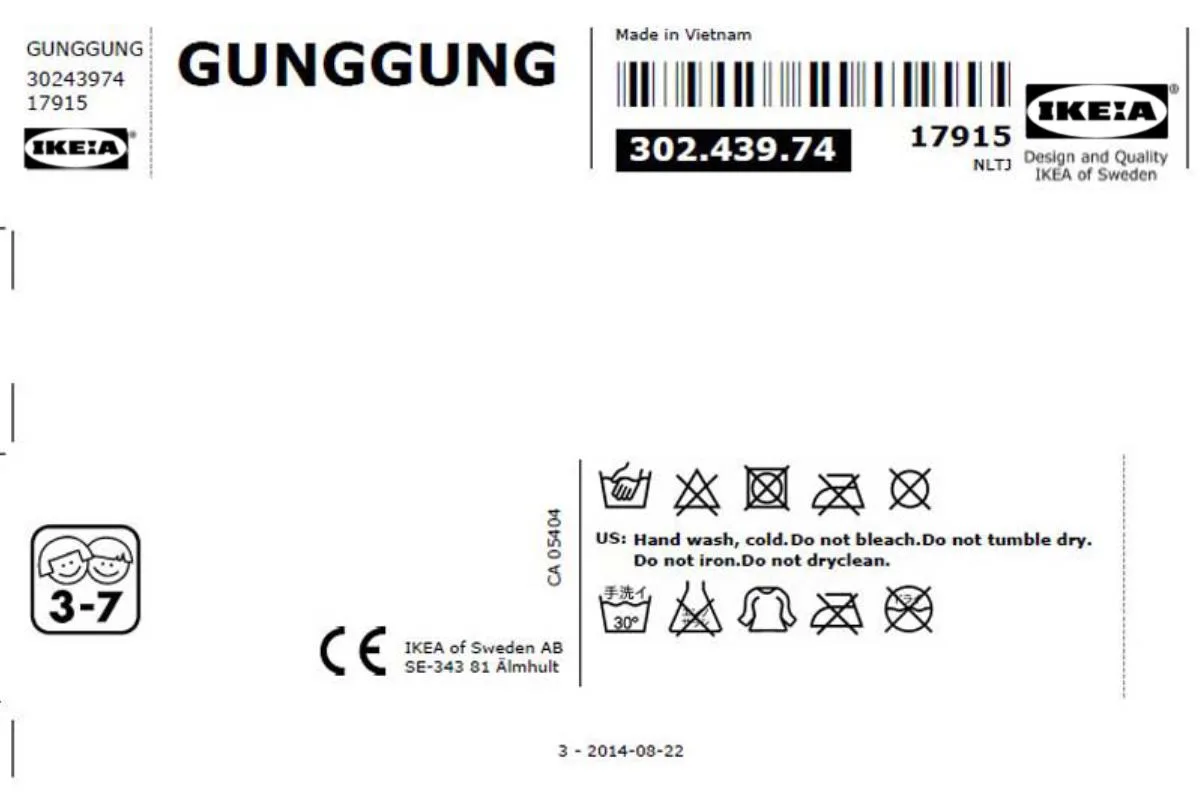 GUNGGUNG
30243974
17915
IKEA®
GUNGGUNG
Made in Vietnam
302.439.74
17915
NLTJ
IKEA®
Design and Quality
IKEA of Sweden
3-7
CE
IKEA of Sweden AB
SE-343 81 Älmhult
CA 05404
US: Hand wash, cold.Do not bleach.Do not tumble dry.
Do not iron.Do not dryclean.
手洗イ
30°
ドライ
3 - 2014-08-22